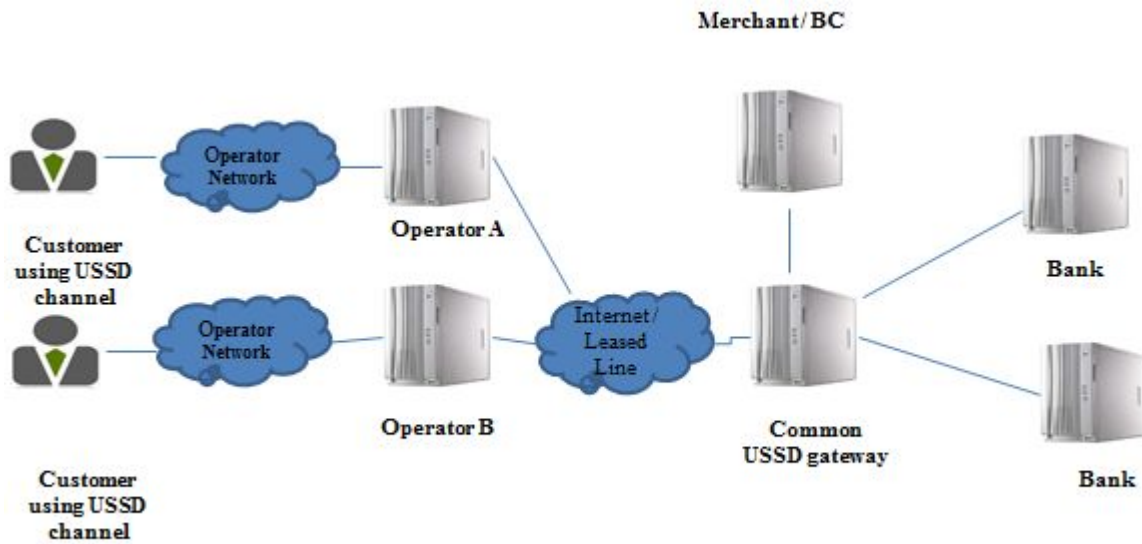 Merchant/ BC
Operator
Network
Operator A
Customer
using USSD
channel
Bank
Operator
Network
Internet /
Leased
Line
Operator B
Common
USSD gateway
Bank
Customer
using USSD
channel